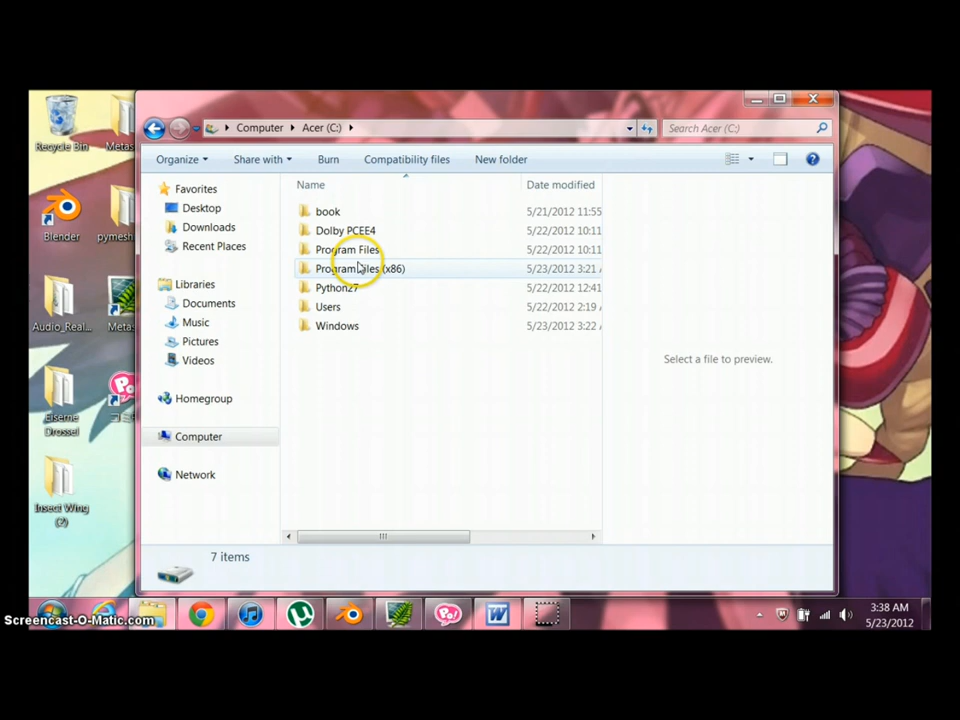 Recycle Bin
Metas...
Blender
pymesh
Audio_Real...
Metas
Eiserne
Drossel
Insect Wing
(2)
Computer
Acer (C:)
Search Acer (C:)
Organize
Share with
Burn
Compatibility files
New folder
Favorites
Desktop
Downloads
Recent Places
Libraries
Documents
Music
Pictures
Videos
Homegroup
Computer
Network
Name
Date modified
book
5/21/2012 11:55
Dolby PCEE4
5/22/2012 10:11
Program Files
5/22/2012 10:11
Program Files (x86)
5/23/2012 3:21
Python27
5/22/2012 12:41
Users
5/22/2012 2:19
Windows
5/23/2012 3:22
Select a file to preview.
7 items
Screencast-O-Matic.com
Po!
W
3:38 AM
5/23/2012